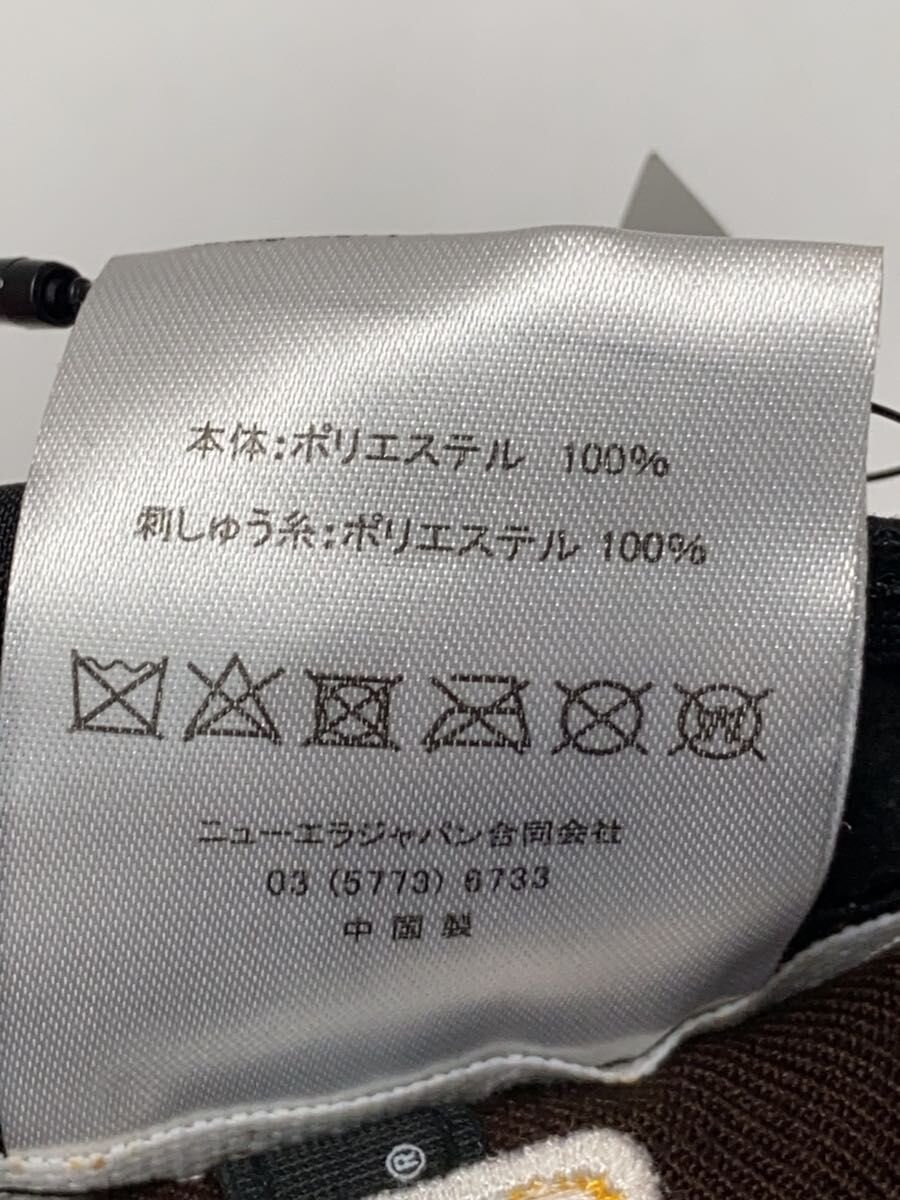 本体:ポリエステル 100%
刺しゅう糸:ポリエステル 100%
ニューエラジャパン合同会社
03 (5773) 6733
中国製
®